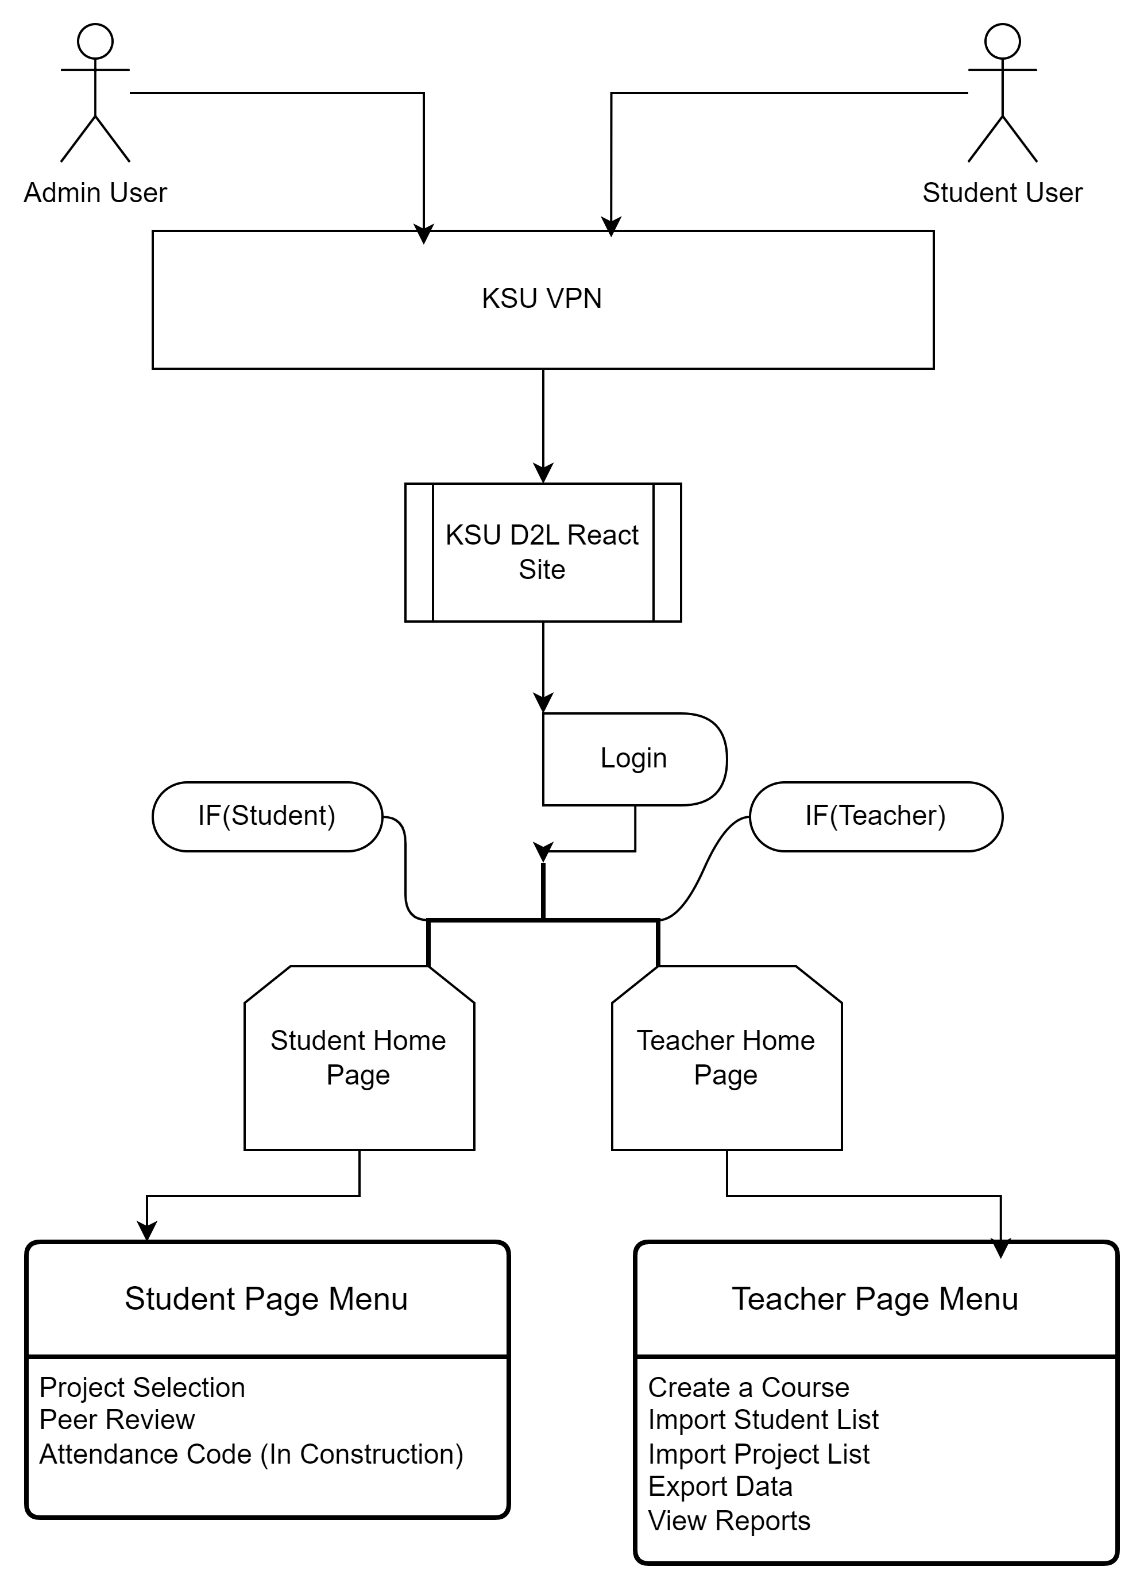 Admin User
Student User
KSU VPN
KSU D2L React
Site
Login
IF(Student)
IF(Teacher)
Student Home
Page
Teacher Home
Page
Student Page Menu
Project Selection
Peer Review
Attendance Code (In Construction)
Teacher Page Menu
Create a Course
Import Student List
Import Project List
Export Data
View Reports